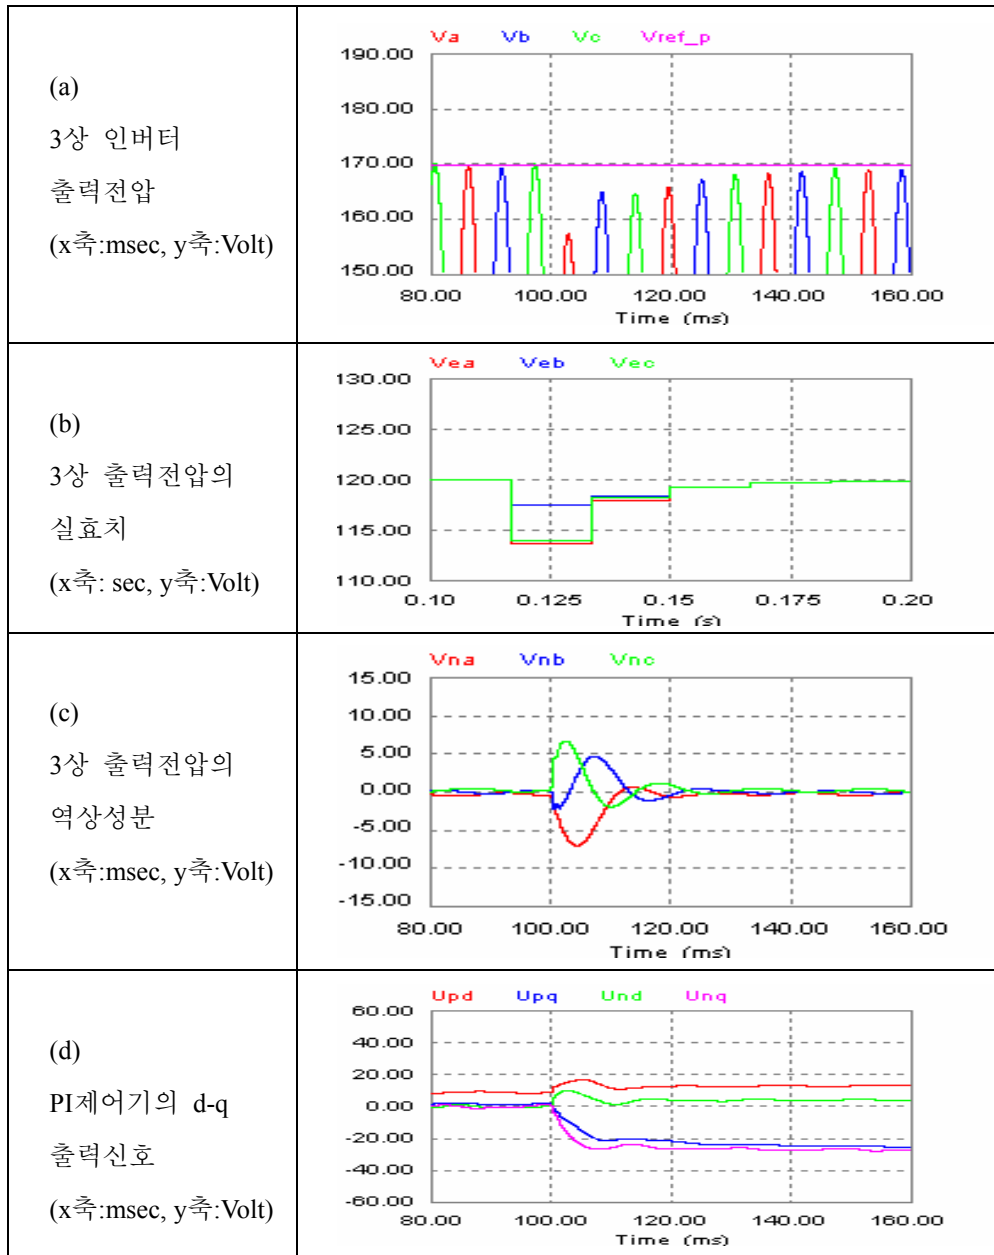 (a)
3상 인버터
출력전압
(x축:msec, y축:Volt)
Va Vb Vc Vref_p
190.00
180.00
170.00
160.00
150.00
80.00 100.00 120.00 140.00 160.00
Time (ms)
(b)
3상 출력전압의
실효치
(x축: sec, y축:Volt)
Vea Veb Vec
130.00
125.00
120.00
115.00
110.00
0.10 0.125 0.15 0.175 0.20
Time (s)
(c)
3상 출력전압의
역상성분
(x축:msec, y축:Volt)
Vna Vnb Vnc
15.00
10.00
5.00
0.00
-5.00
-10.00
-15.00
80.00 100.00 120.00 140.00 160.00
Time (ms)
(d)
PI제어기의 d-q
출력신호
(x축:msec, y축:Volt)
Upd Upq Und Unq
60.00
40.00
20.00
0.00
-20.00
-40.00
-60.00
80.00 100.00 120.00 140.00 160.00
Time (ms)